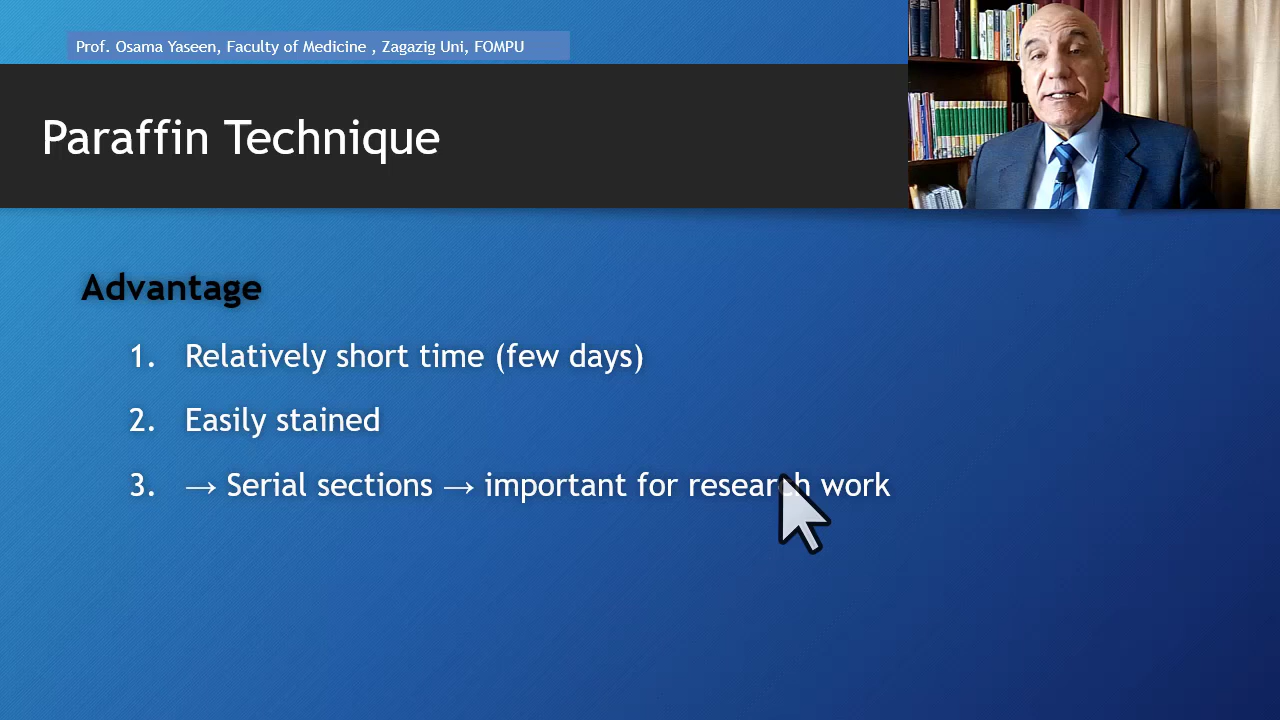 Prof. Osama Yaseen, Faculty of Medicine , Zagazig Uni, FOMPU
Paraffin Technique
Advantage
1. Relatively short time (few days)
2. Easily stained
3. → Serial sections → important for research work